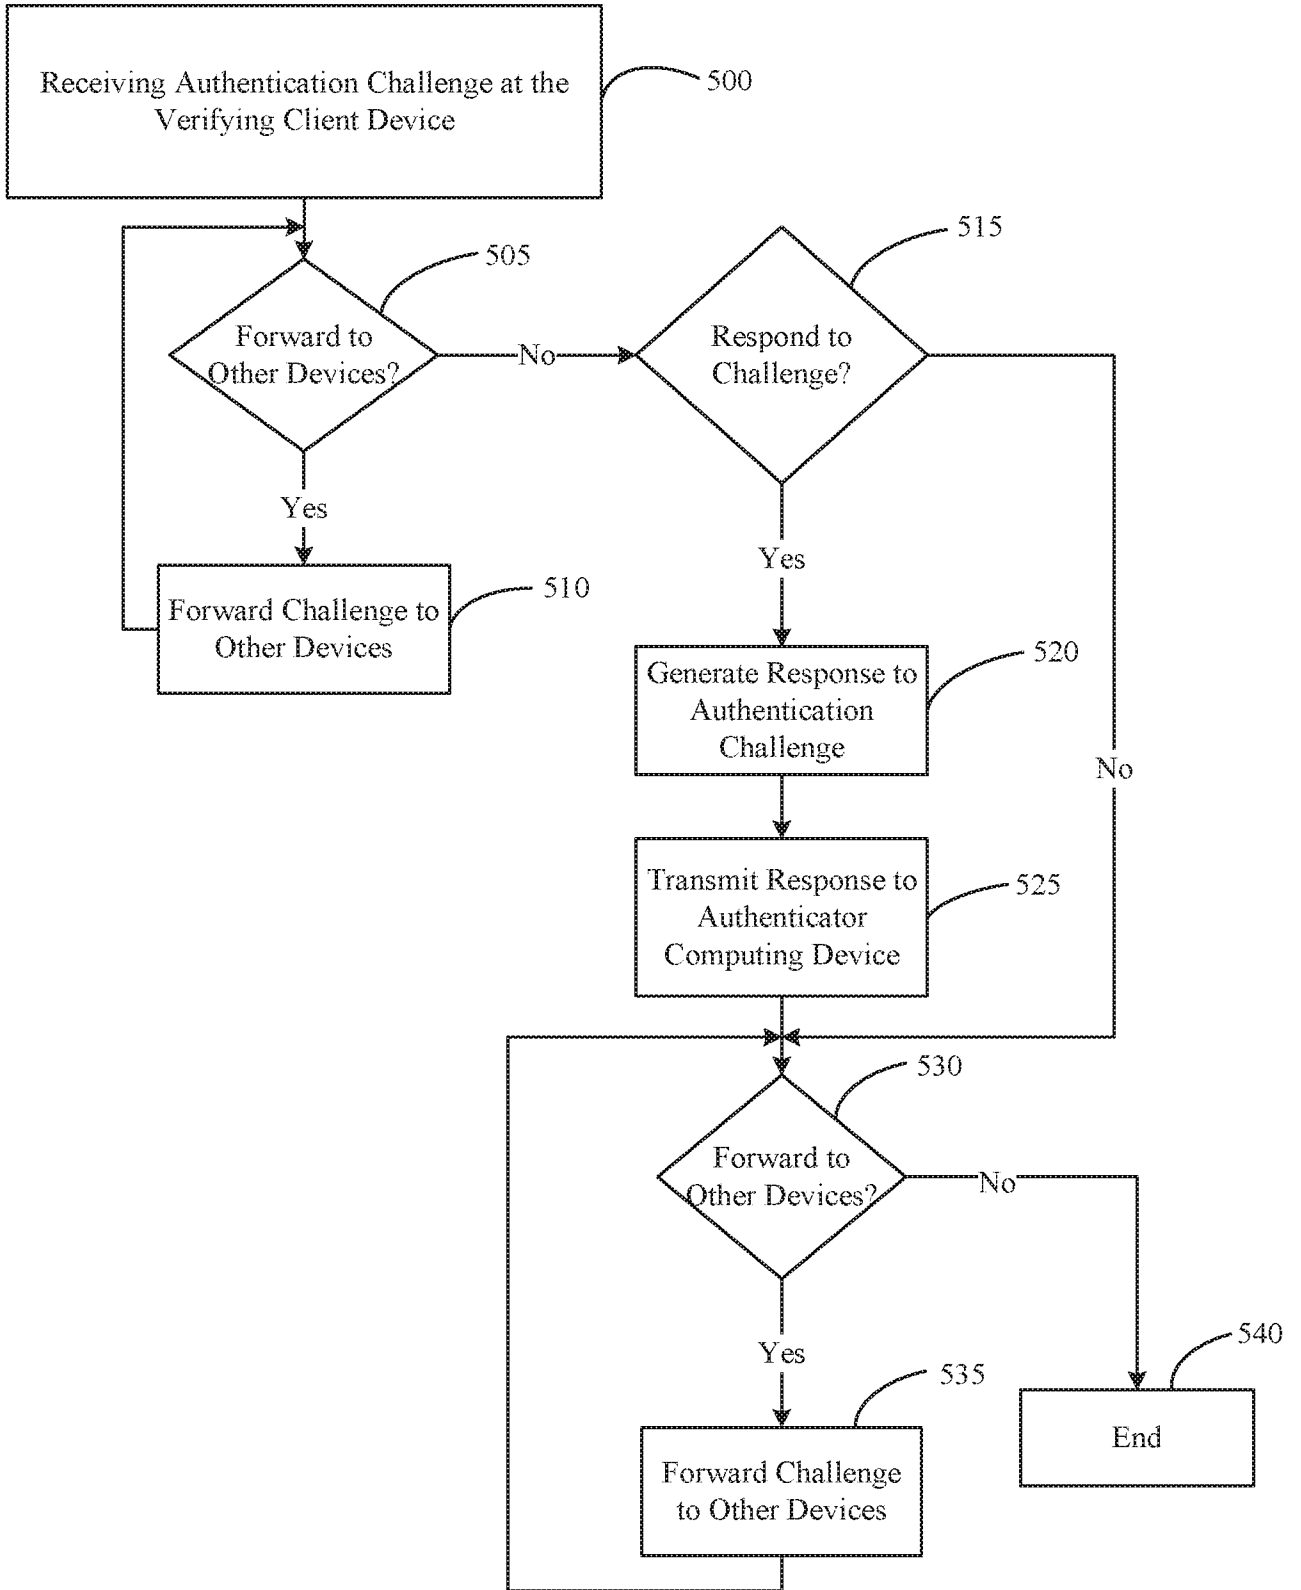 Receiving Authentication Challenge at the
Verifying Client Device
500
505
515
Forward to
Other Devices?
No
Respond to
Challenge?
Yes
Yes
510
Forward Challenge to
Other Devices
520
Generate Response to
Authentication
Challenge
No
525
Transmit Response to
Authenticator
Computing Device
530
Forward to
Other Devices?
No
Yes
540
535
End
Forward Challenge
to Other Devices